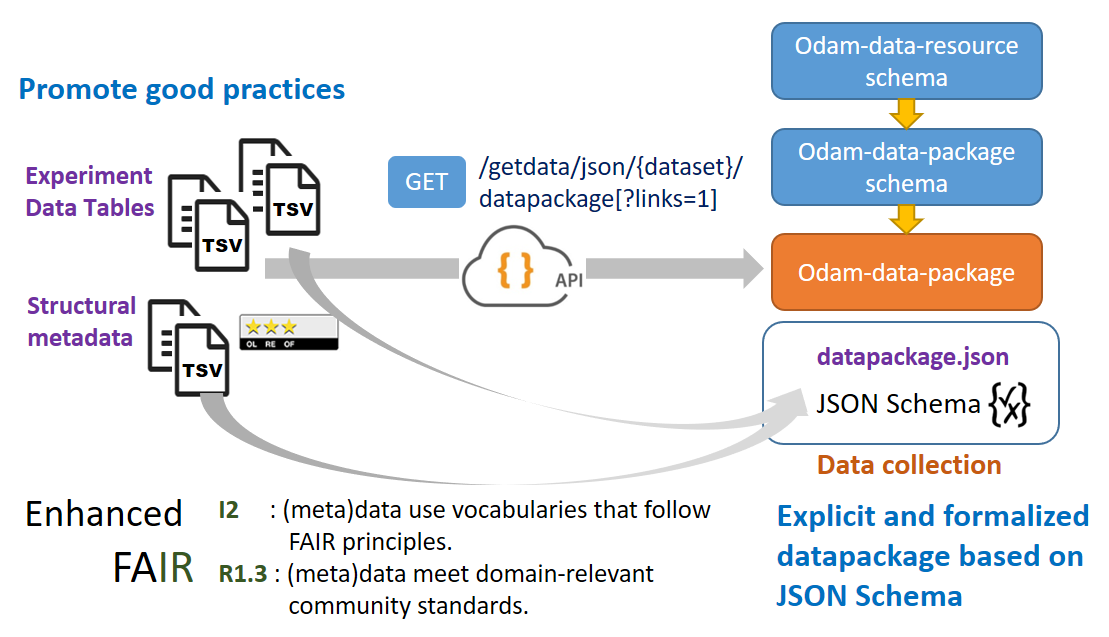 Promote good practices
Experiment
Data Tables
TSV
TSV
Structural
metadata
TSV
OL RE OF
GET
/getdata/json/{dataset}/
datapackage[?links=1]
{ }
API
Odam-data-resource
schema
Odam-data-package
schema
Odam-data-package
datapackage.json
JSON Schema
Data collection
Explicit and formalized
datapackage based on
JSON Schema
Enhanced
FAIR
I2 : (meta)data use vocabularies that follow
FAIR principles.
R1.3 : (meta)data meet domain-relevant
community standards.